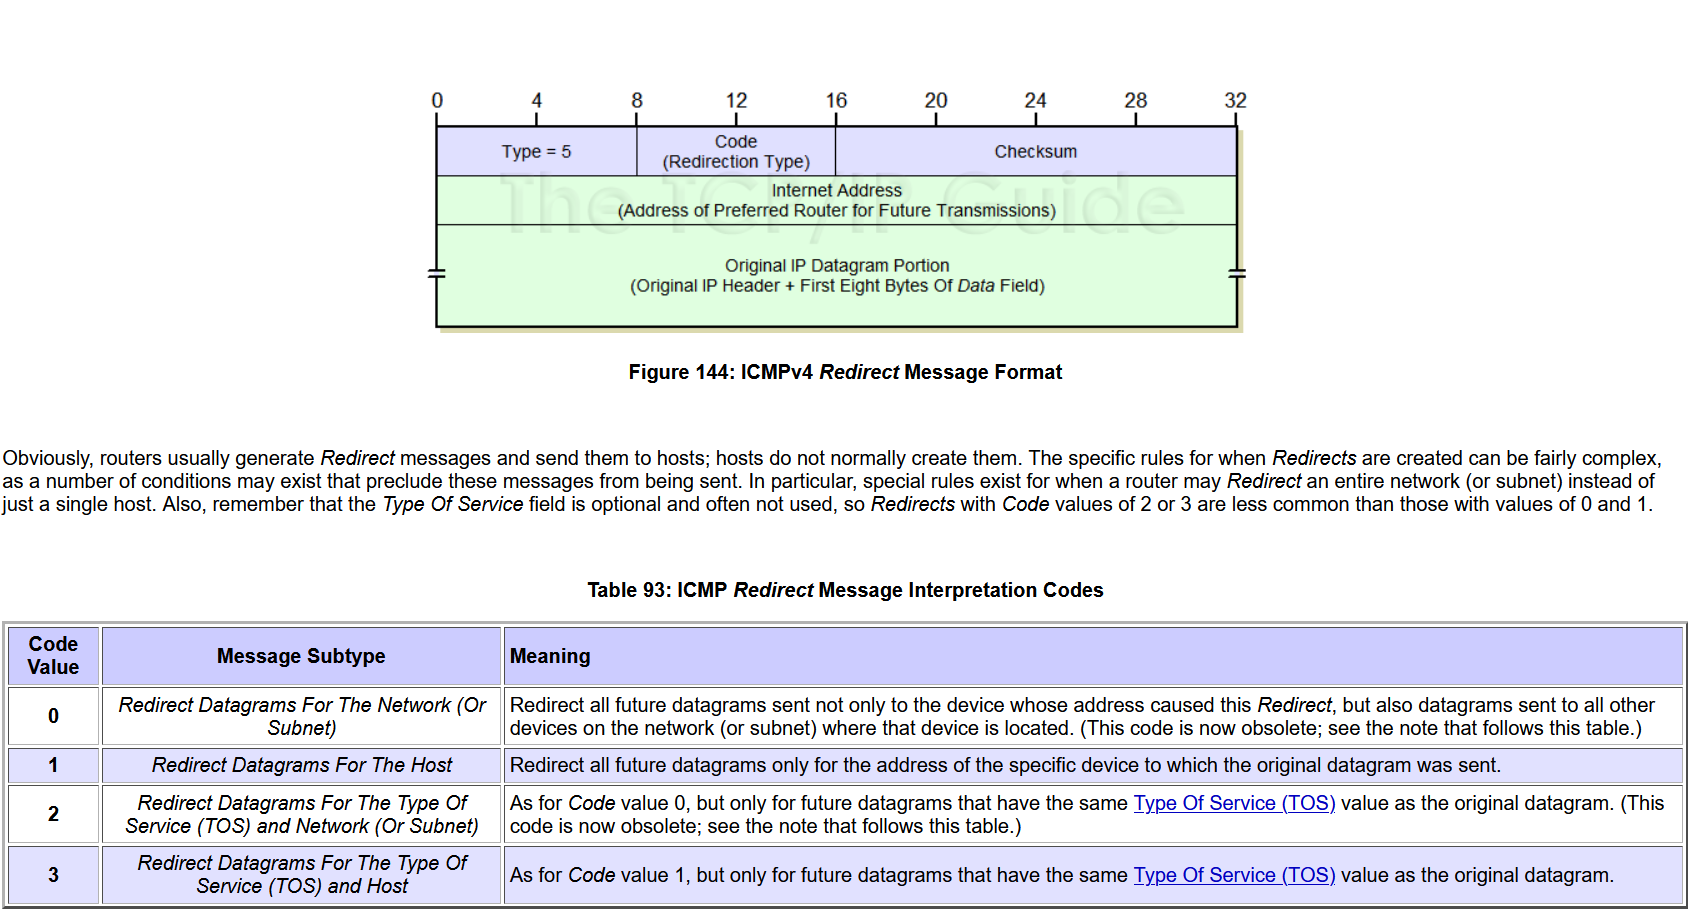 0 4 8 12 16 20 24 28 32
Type = 5
Code
(Redirection Type)
Checksum
The TCP/IP Guide
Internet Address
(Address of Preferred Router for Future Transmissions)
Original IP Datagram Portion
(Original IP Header + First Eight Bytes Of Data Field)
Figure 144: ICMPv4 Redirect Message Format
Obviously, routers usually generate Redirect messages and send them to hosts; hosts do not normally create them. The specific rules for when Redirects are created can be fairly complex,
as a number of conditions may exist that preclude these messages from being sent. In particular, special rules exist for when a router may Redirect an entire network (or subnet) instead of
just a single host. Also, remember that the Type Of Service field is optional and often not used, so Redirects with Code values of 2 or 3 are less common than those with values of 0 and 1.
Table 93: ICMP Redirect Message Interpretation Codes
Code
Value
Message Subtype
Meaning
0
Redirect Datagrams For The Network (Or
Subnet)
Redirect all future datagrams sent not only to the device whose address caused this Redirect, but also datagrams sent to all other
devices on the network (or subnet) where that device is located. (This code is now obsolete; see the note that follows this table.)
1
Redirect Datagrams For The Host
Redirect all future datagrams only for the address of the specific device to which the original datagram was sent.
2
Redirect Datagrams For The Type Of
Service (TOS) and Network (Or Subnet)
As for Code value 0, but only for future datagrams that have the same Type Of Service (TOS) value as the original datagram. (This
code is now obsolete; see the note that follows this table.)
3
Redirect Datagrams For The Type Of
Service (TOS) and Host
As for Code value 1, but only for future datagrams that have the same Type Of Service (TOS) value as the original datagram.